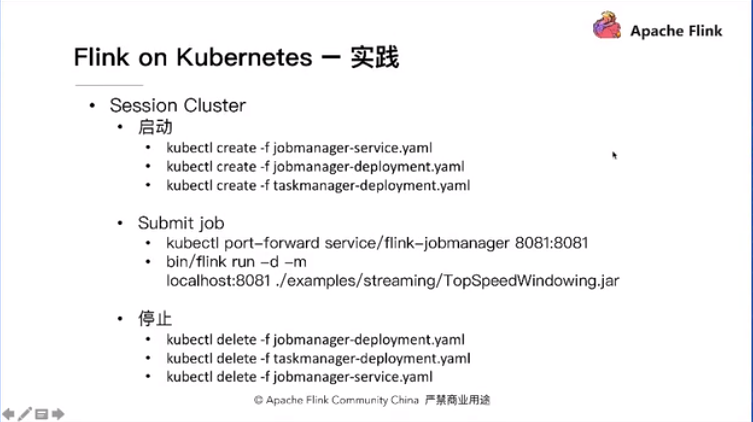 Apache Flink
Flink on Kubernetes – 实践
• Session Cluster
• 启动
• kubectl create -f jobmanager-service.yaml
• kubectl create -f jobmanager-deployment.yaml
• kubectl create -f taskmanager-deployment.yaml
• Submit job
• kubectl port-forward service/flink-jobmanager 8081:8081
• bin/flink run -d -m
localhost:8081 ./examples/streaming/TopSpeedWindowing.jar
• 停止
• kubectl delete -f jobmanager-deployment.yaml
• kubectl delete -f taskmanager-deployment.yaml
• kubectl delete -f jobmanager-service.yaml
© Apache Flink Community China 严禁商业用途